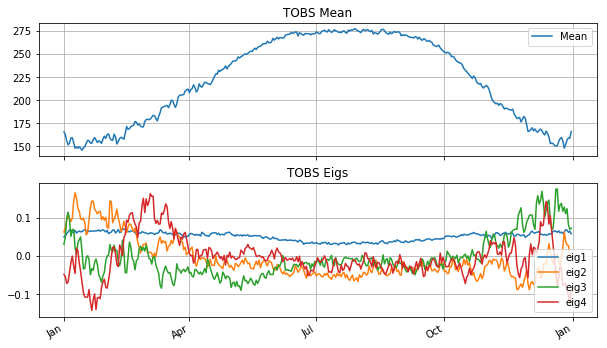 TOBS Mean
275
250
225
200
175
150
Mean
TOBS Eigs
0.1
0.0
−0.1
eig1
eig2
eig3
eig4
Jan
Apr
Jul
Oct
Jan